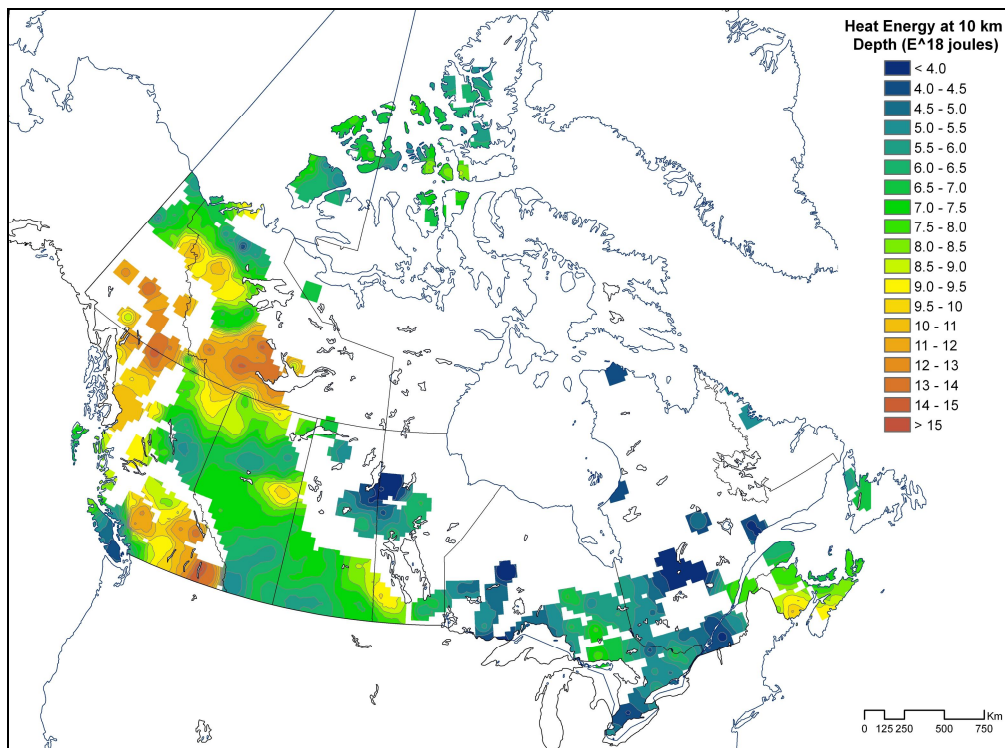 Heat Energy at 10 km
Depth (E^18 joules)
< 4.0
4.0 - 4.5
4.5 - 5.0
5.0 - 5.5
5.5 - 6.0
6.0 - 6.5
6.5 - 7.0
7.0 - 7.5
7.5 - 8.0
8.0 - 8.5
8.5 - 9.0
9.0 - 9.5
9.5 - 10
10 - 11
11 - 12
12 - 13
13 - 14
14 - 15
> 15
Km
0 125 250 500 750